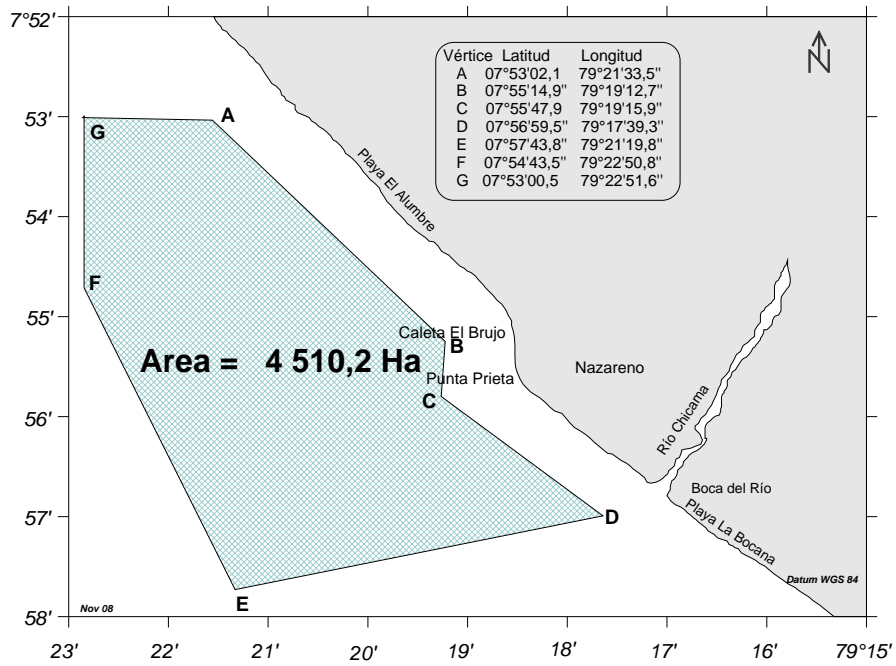 7°52'
53'
54'
55'
56'
57'
58'
Vértice Latitud Longitud
A 07°53'02,1 79°21'33,5"
B 07°55'14,9" 79°19'12,7"
C 07°55'47,9 79°19'15,9"
D 07°56'59,5" 79°17'39,3"
E 07°57'43,8" 79°21'19,8"
F 07°54'43,5" 79°22'50,8"
G 07°53'00,5 79°22'51,6"
N
G
A
Playa El Alumbre
F
Caleta El Brujo
B
Area = 4 510,2 Ha
Punta Prieta
Nazareno
C
Río Chicama
Boca del Río
D
Playa La Bocana
Datum WGS 84
E
Nov 08
23'
22'
21'
20'
19'
18'
17'
16'
79°15'